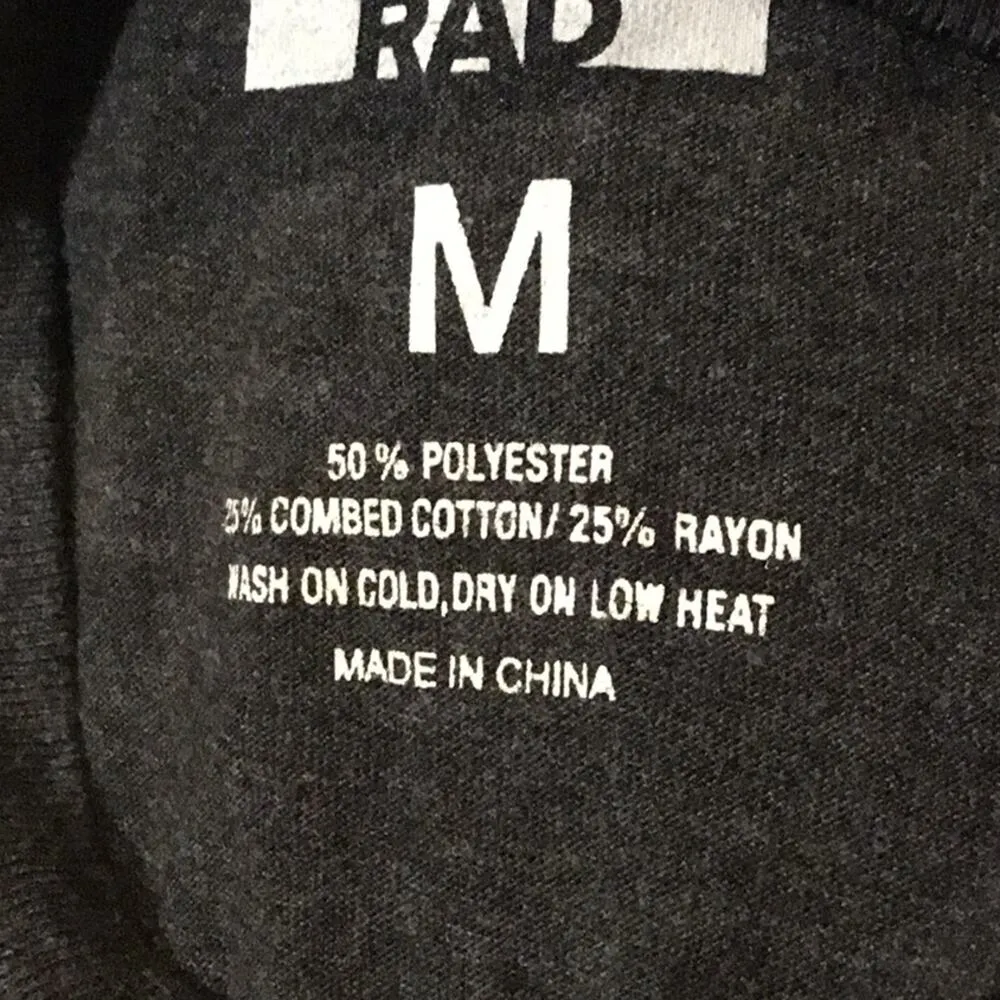 RAD
M
50 % POLYESTER
25% COMBED COTTON/ 25% RAYON
WASH ON COLD,DRY ON LOW HEAT
MADE IN CHINA